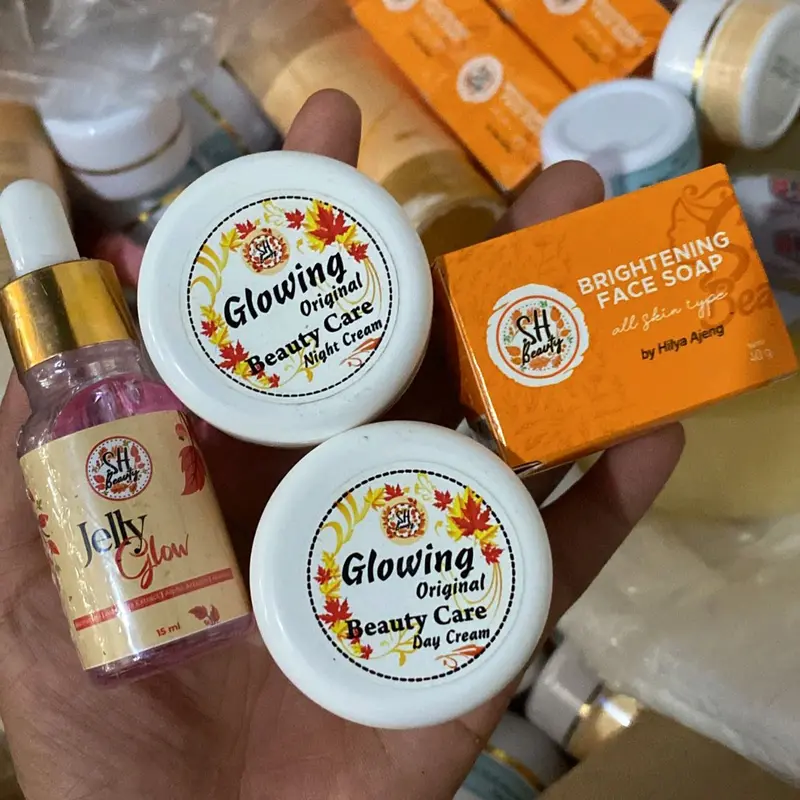 SH
Beauty
Glowing
Original
Beauty Care
Night Cream
SH
Beauty
BRIGHTENING
FACE SOAP
all skin type
by Hilya Ajeng
SH
Beauty
Jelly
Glow
15 ml
SH
Glowing
Original
Beauty Care
Day Cream